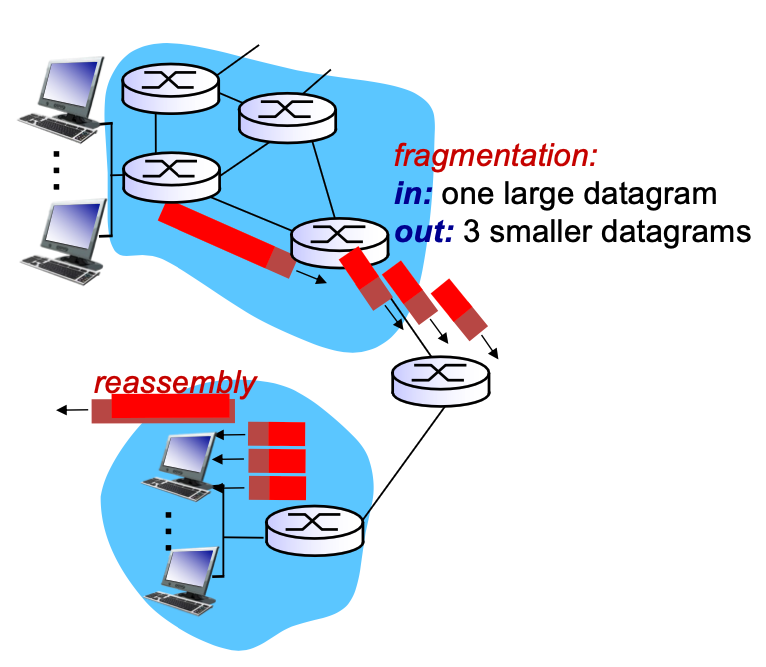 fragmentation:
in: one large datagram
out: 3 smaller datagrams
reassembly